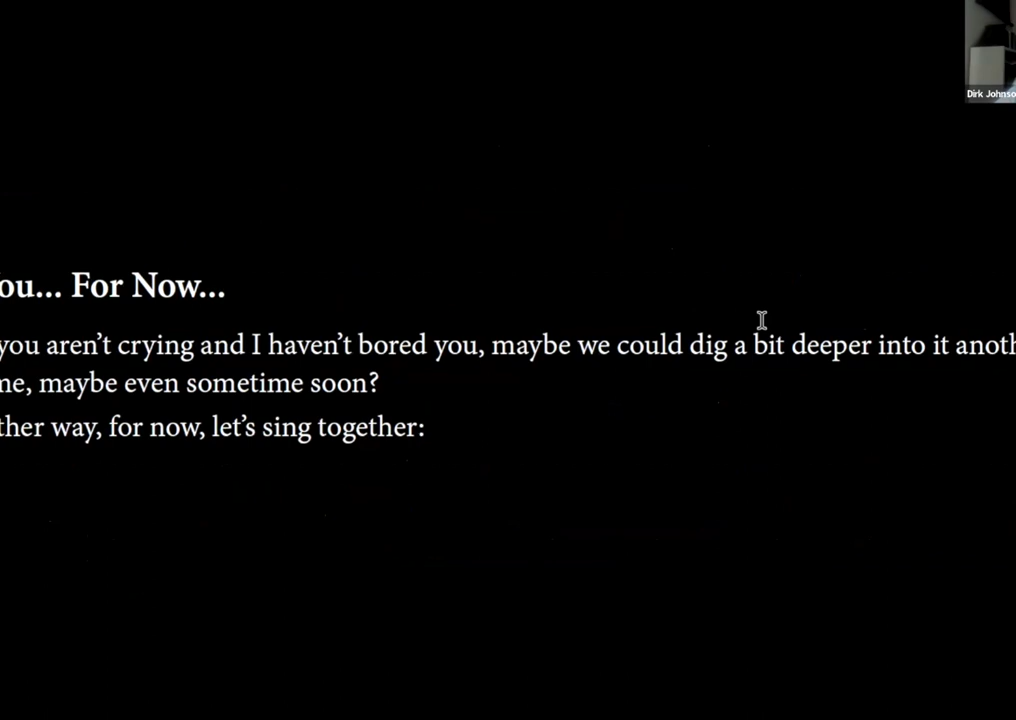 ou... For Now...
you aren't crying and I haven't bored you, maybe we could dig a bit deeper into it anoth
me, maybe even sometime soon?
ther way, for now, let's sing together:
Dirk Johnso